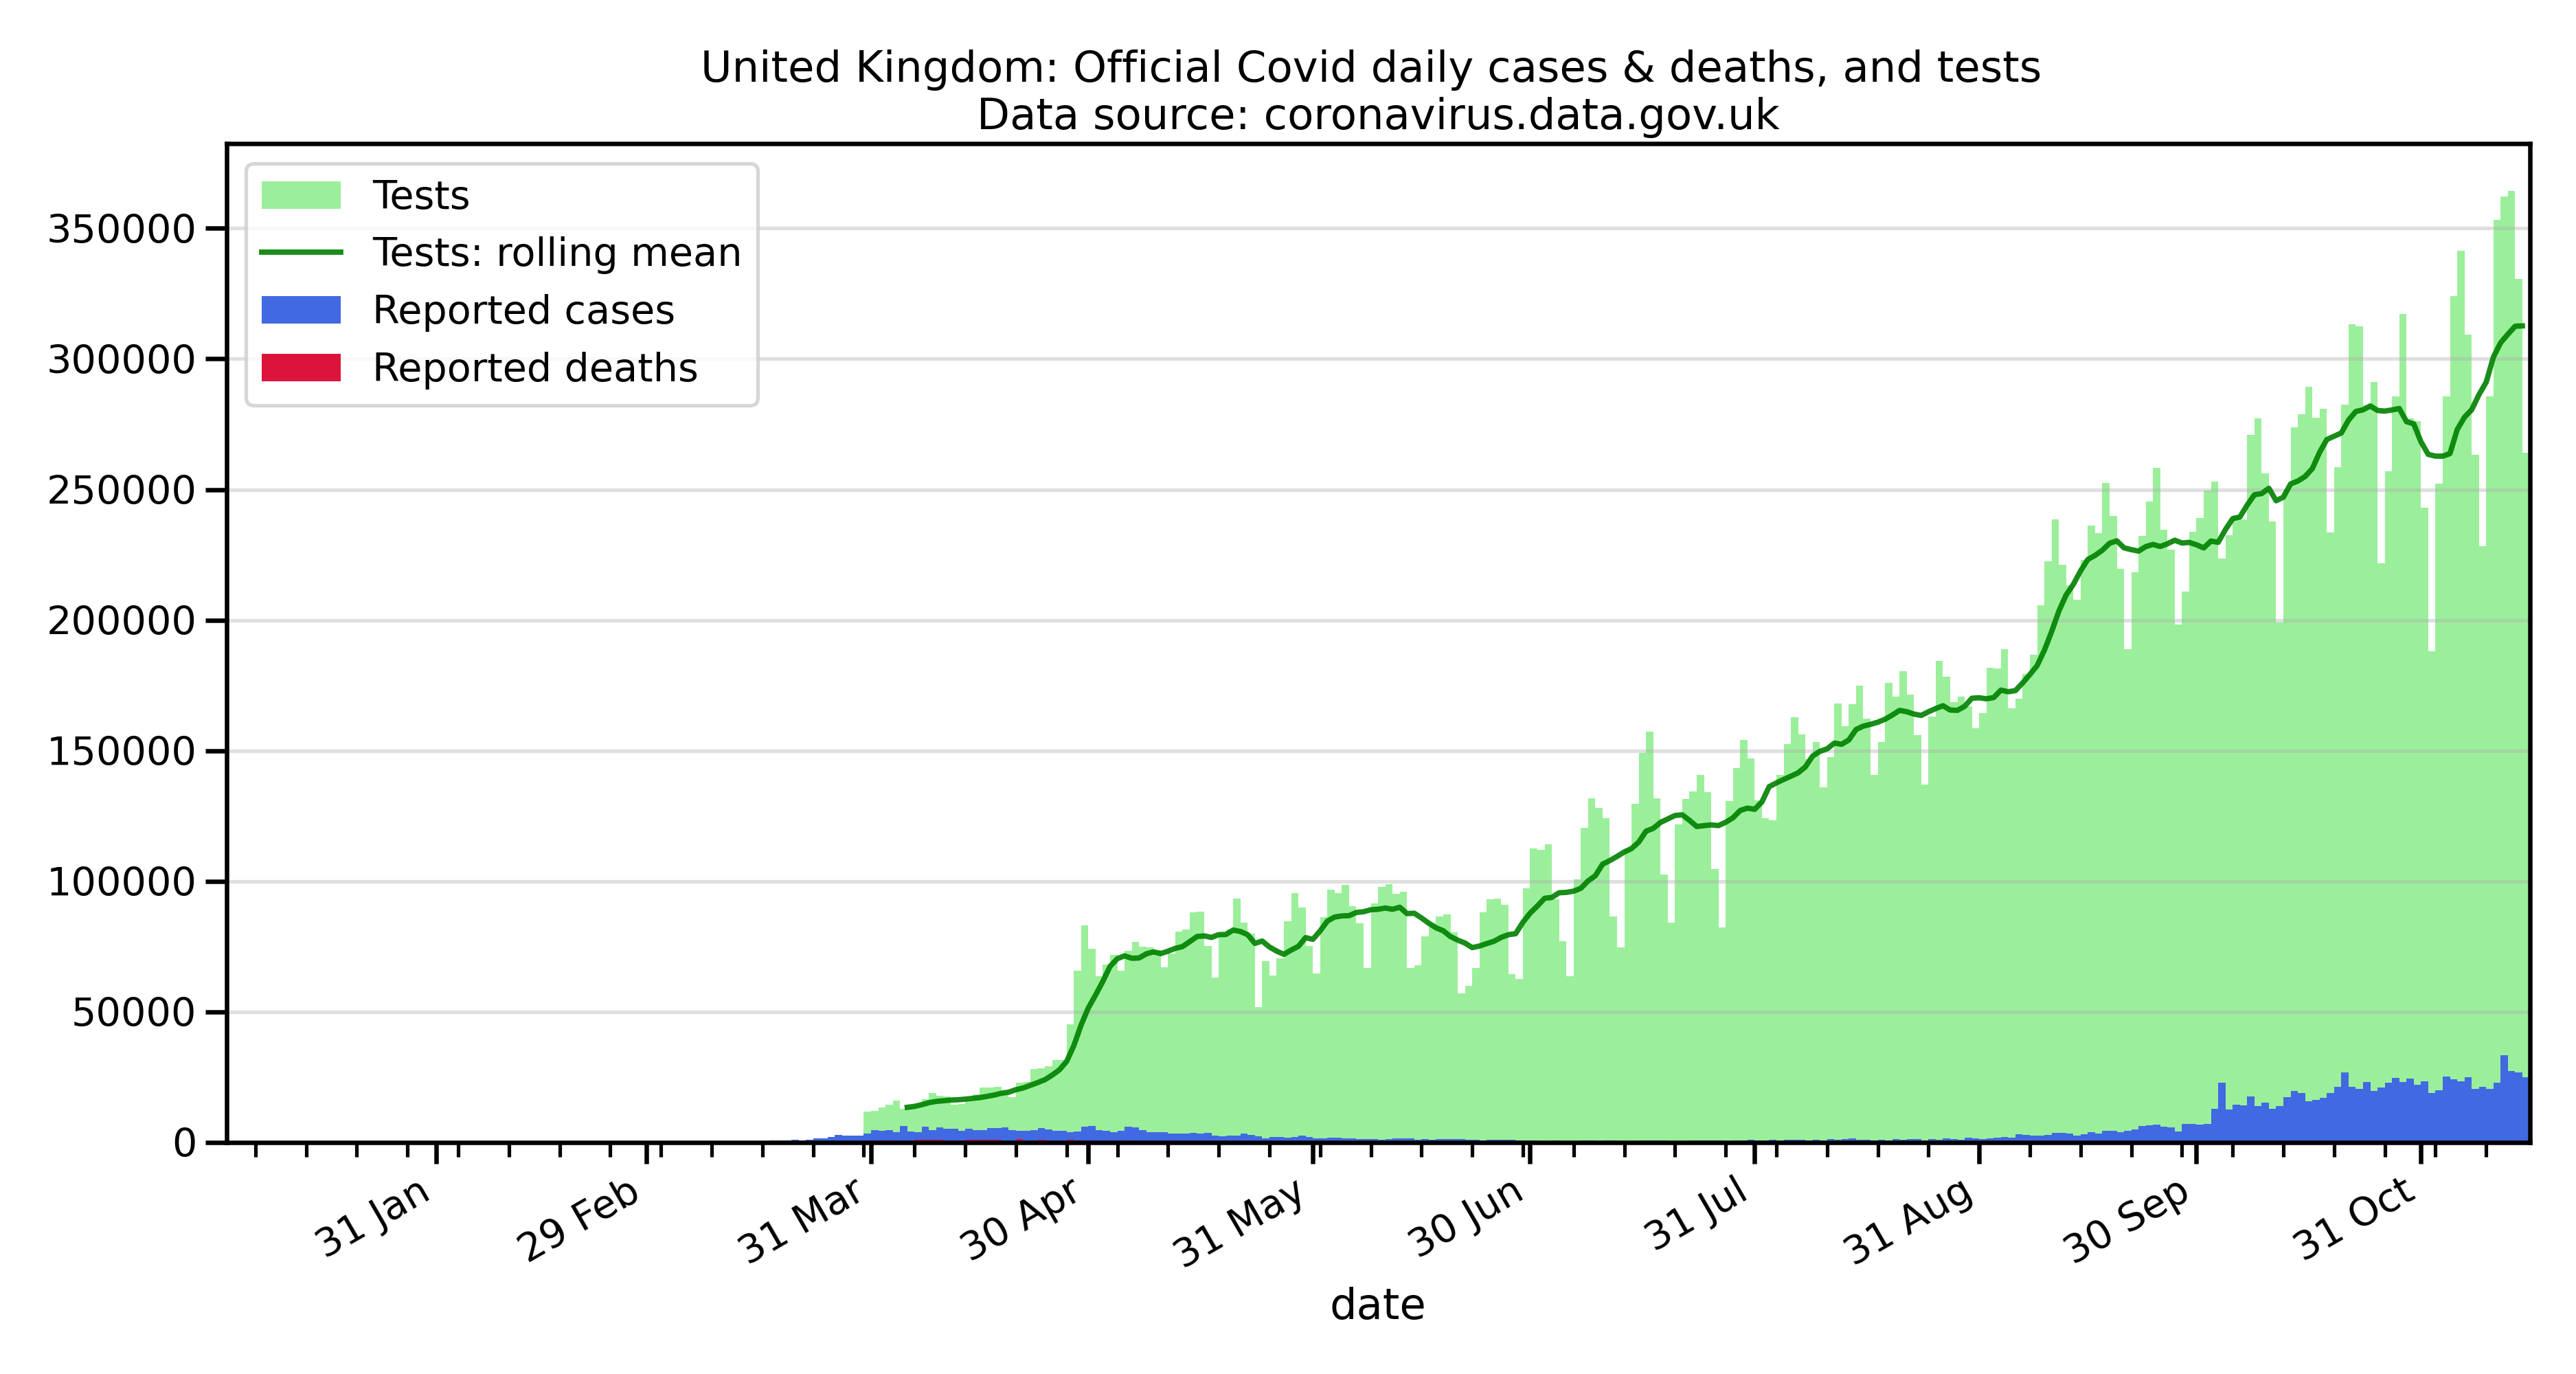 United Kingdom: Official Covid daily cases & deaths, and tests
Data source: coronavirus.data.gov.uk
Tests
Tests: rolling mean
Reported cases
Reported deaths
350000
300000
250000
200000
150000
100000
50000
0
31 Jan
29 Feb
31 Mar
30 Apr
31 May
30 Jun
31 Jul
31 Aug
30 Sep
31 Oct
date